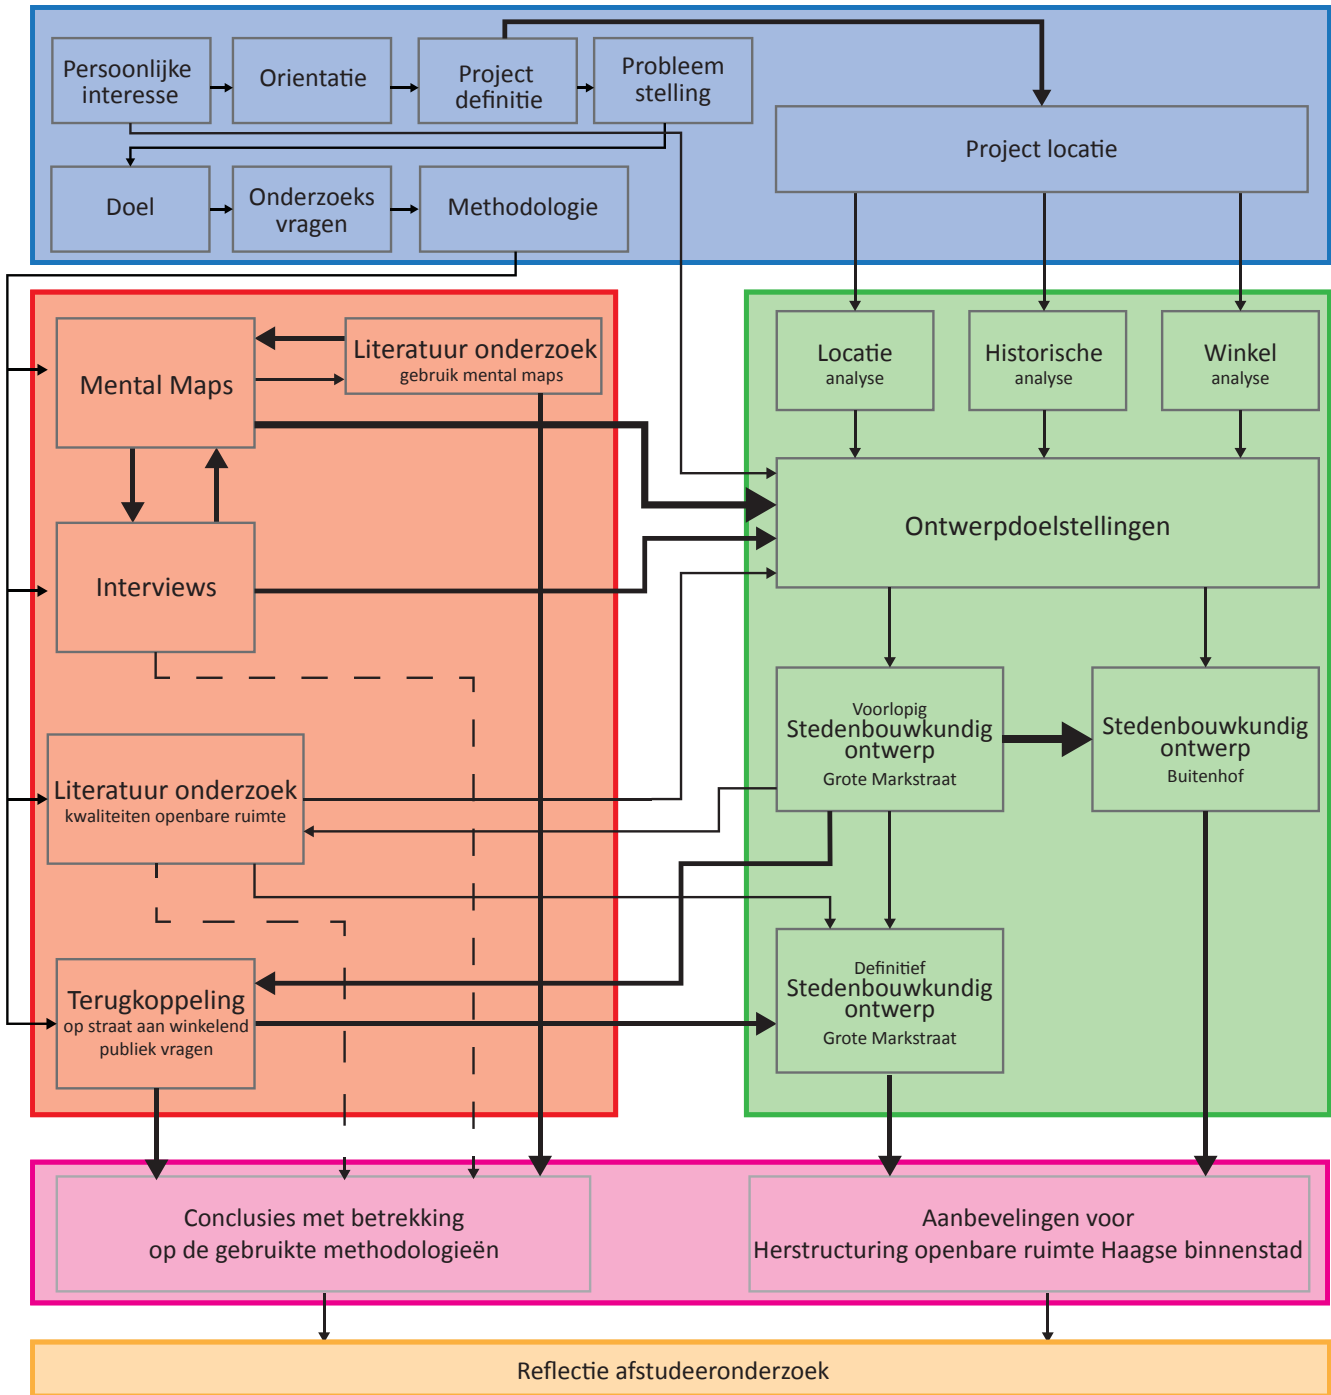 Persoonlijke
interesse
Orientatie
Project
definitie
Probleem
stelling
Project locatie
Doel
Onderzoeks
vragen
Methodologie
Mental Maps
Literatuur onderzoek
gebruik mental maps
Interviews
Literatuur onderzoek
kwaliteiten openbare ruimte
Terugkoppeling
op straat aan winkelend
publiek vragen
Locatie
analyse
Historische
analyse
Winkel
analyse
Ontwerpdoelstellingen
Voorlopig
Stedenbouwkundig
ontwerp
Grote Markstraat
Stedenbouwkundig
ontwerp
Buitenhof
Definitief
Stedenbouwkundig
ontwerp
Grote Markstraat
Conclusies met betrekking
op de gebruikte methodologieën
Aanbevelingen voor
Herstructuring openbare ruimte Haagse binnenstad
Reflectie afstudeeronderzoek